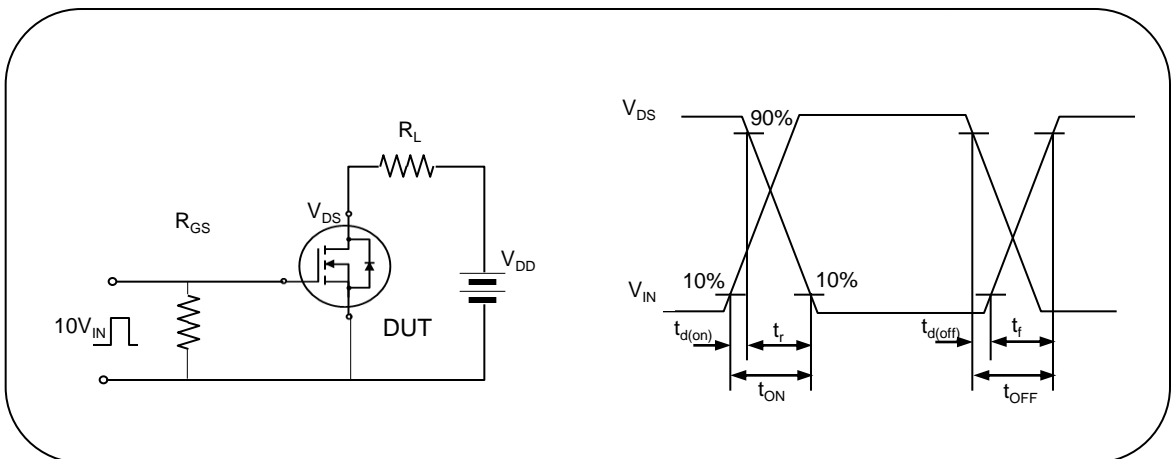 R_L
V_DS
R_GS
V_DD
10V_IN
DUT
V_DS
90%
V_IN
10%
10%
t_d(on)
t_r
t_ON
t_d(off)
t_f
t_OFF